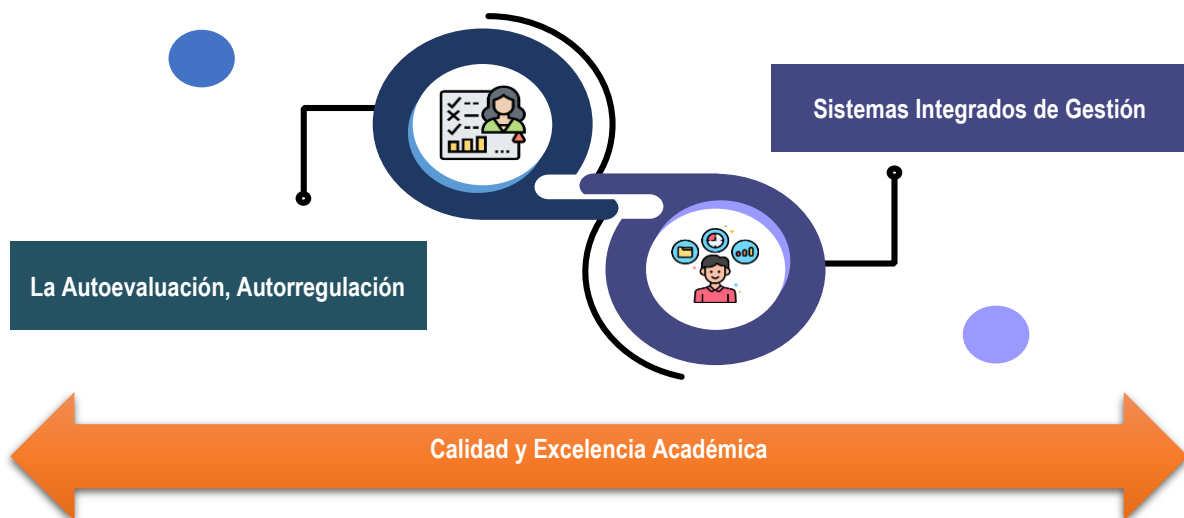 Sistemas Integrados de Gestión
La Autoevaluación, Autorregulación
Calidad y Excelencia Académica